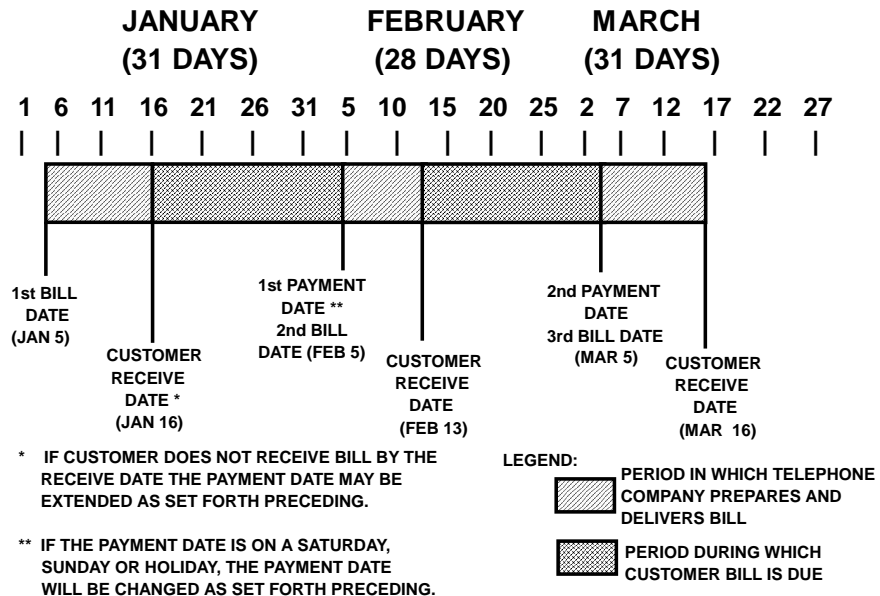 JANUARY FEBRUARY MARCH
(31 DAYS) (28 DAYS) (31 DAYS)
1 6 11 16 21 26 31 5 10 15 20 25 2 7 12 17 22 27
1st BILL
DATE
(JAN 5)
CUSTOMER
RECEIVE
DATE *
(JAN 16)
1st PAYMENT
DATE **
2nd BILL
DATE (FEB 5)
CUSTOMER
RECEIVE
DATE
(FEB 13)
2nd PAYMENT
DATE
3rd BILL DATE
(MAR 5)
CUSTOMER
RECEIVE
DATE
(MAR 16)
* IF CUSTOMER DOES NOT RECEIVE BILL BY THE
RECEIVE DATE THE PAYMENT DATE MAY BE
EXTENDED AS SET FORTH PRECEDING.
** IF THE PAYMENT DATE IS ON A SATURDAY,
SUNDAY OR HOLIDAY, THE PAYMENT DATE
WILL BE CHANGED AS SET FORTH PRECEDING.
LEGEND:
PERIOD IN WHICH TELEPHONE
COMPANY PREPARES AND
DELIVERS BILL
PERIOD DURING WHICH
CUSTOMER BILL IS DUE